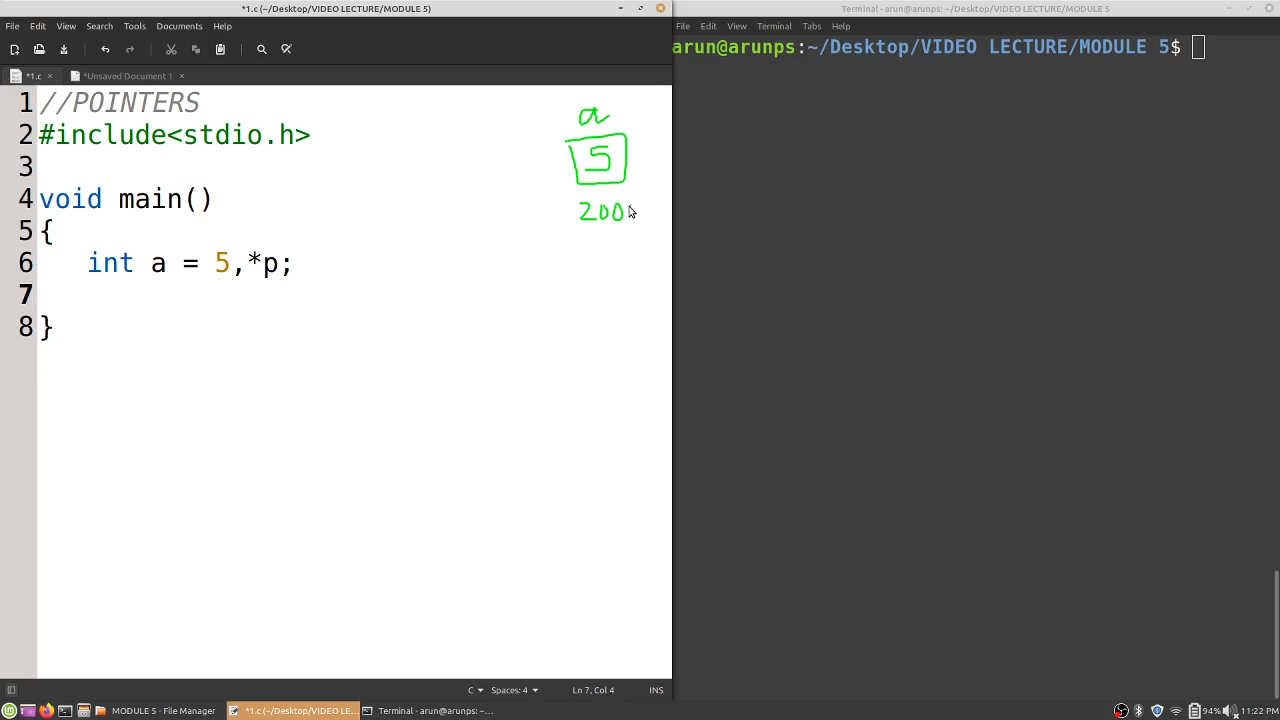 *1.c (~/Desktop/VIDEO LECTURE/MODULE 5)
File Edit View Search Tools Documents Help
*1.c × *Unsaved Document 1 ×
1 //POINTERS
2 #include<stdio.h>
3
4 void main()
5 {
6 int a = 5,*p;
7
8 }
a
5
200
C Spaces: 4 Ln 7, Col 4 INS
Terminal - arun@arunps: ~/Desktop/VIDEO LECTURE/MODULE 5
File Edit View Terminal Tabs Help
arun@arunps:~/Desktop/VIDEO LECTURE/MODULE 5$
MODULE 5 - File Manager *1.c (~/Desktop/VIDEO LE... Terminal - arun@arunps: ~/... 94% 11:22 PM